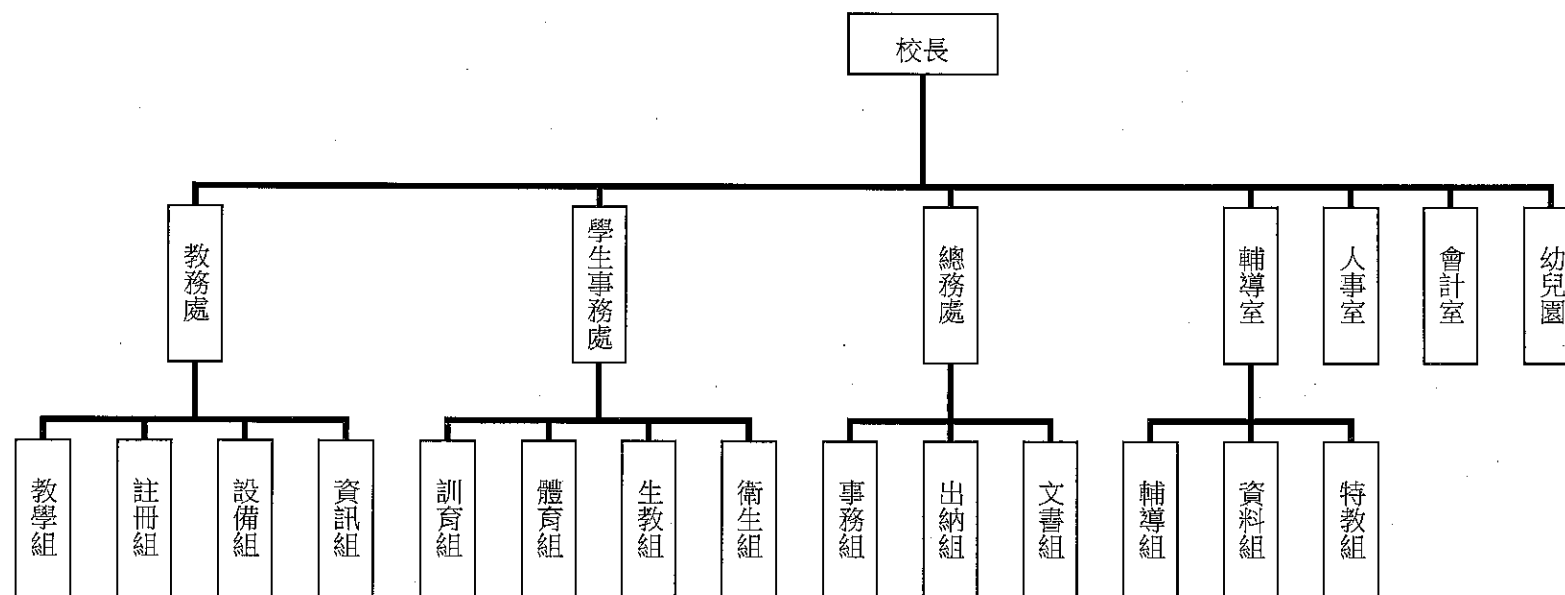 校長
教務處
學生事務處
總務處
輔導室
人事室
會計室
幼兒園
教學組
註冊組
設備組
資訊組
訓育組
體育組
生教組
衛生組
事務組
出納組
文書組
輔導組
資料組
特教組